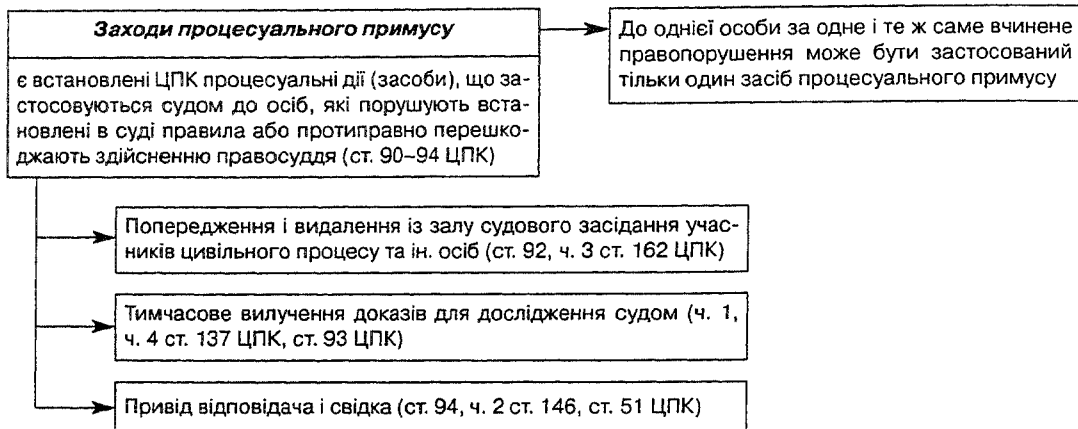 Заходи процесуального примусу
є встановлені ЦПК процесуальні дії (засоби), що за-
стосовуються судом до осіб, які порушують вста-
новлені в суді правила або протиправно перешко-
джають здійсненню правосуддя (ст. 90–94 ЦПК)
До однієї особи за одне і те ж саме вчинене
правопорушення може бути застосований
тільки один засіб процесуального примусу
Попередження і видалення із залу судового засідання учас-
ників цивільного процесу та ін. осіб (ст. 92, ч. 3 ст. 162 ЦПК)
Тимчасове вилучення доказів для дослідження судом (ч. 1,
ч. 4 ст. 137 ЦПК, ст. 93 ЦПК)
Привід відповідача і свідка (ст. 94, ч. 2 ст. 146, ст. 51 ЦПК)